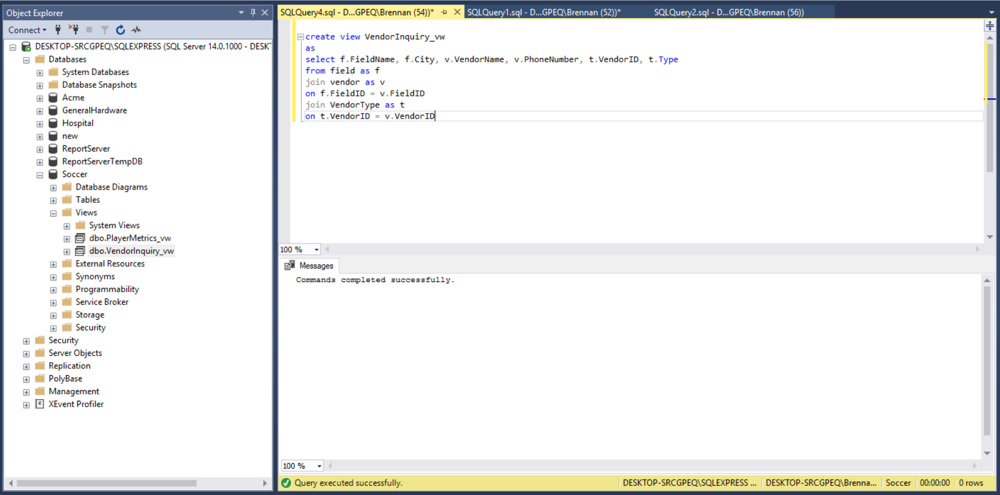 Object Explorer
Connect
DESKTOP-SRCGPEQ\SQLEXPRESS (SQL Server 14.0.1000 - DESKT
Databases
System Databases
Database Snapshots
Acme
GeneralHardware
Hospital
new
ReportServer
ReportServerTempDB
Soccer
Database Diagrams
Tables
Views
System Views
dbo.PlayerMetrics_vw
dbo.VendorInquiry_vw
External Resources
Synonyms
Programmability
Service Broker
Storage
Security
Security
Server Objects
Replication
PolyBase
Management
XEvent Profiler
SQLQuery4.sql - D...GPEQ\Brennan (54))* SQLQuery1.sql - D...GPEQ\Brennan (52))* SQLQuery2.sql - D...GPEQ\Brennan (56))
create view VendorInquiry_vw
as
select f.FieldName, f.City, v.VendorName, v.PhoneNumber, t.VendorID, t.Type
from field as f
join vendor as v
on f.FieldID = v.FieldID
join VendorType as t
on t.VendorID = v.VendorID
100 %
Messages
Commands completed successfully.
100 %
Query executed successfully. DESKTOP-SRCGPEQ\SQLEXPRESS ... DESKTOP-SRCGPEQ\Brenna... Soccer 00:00:00 0 rows